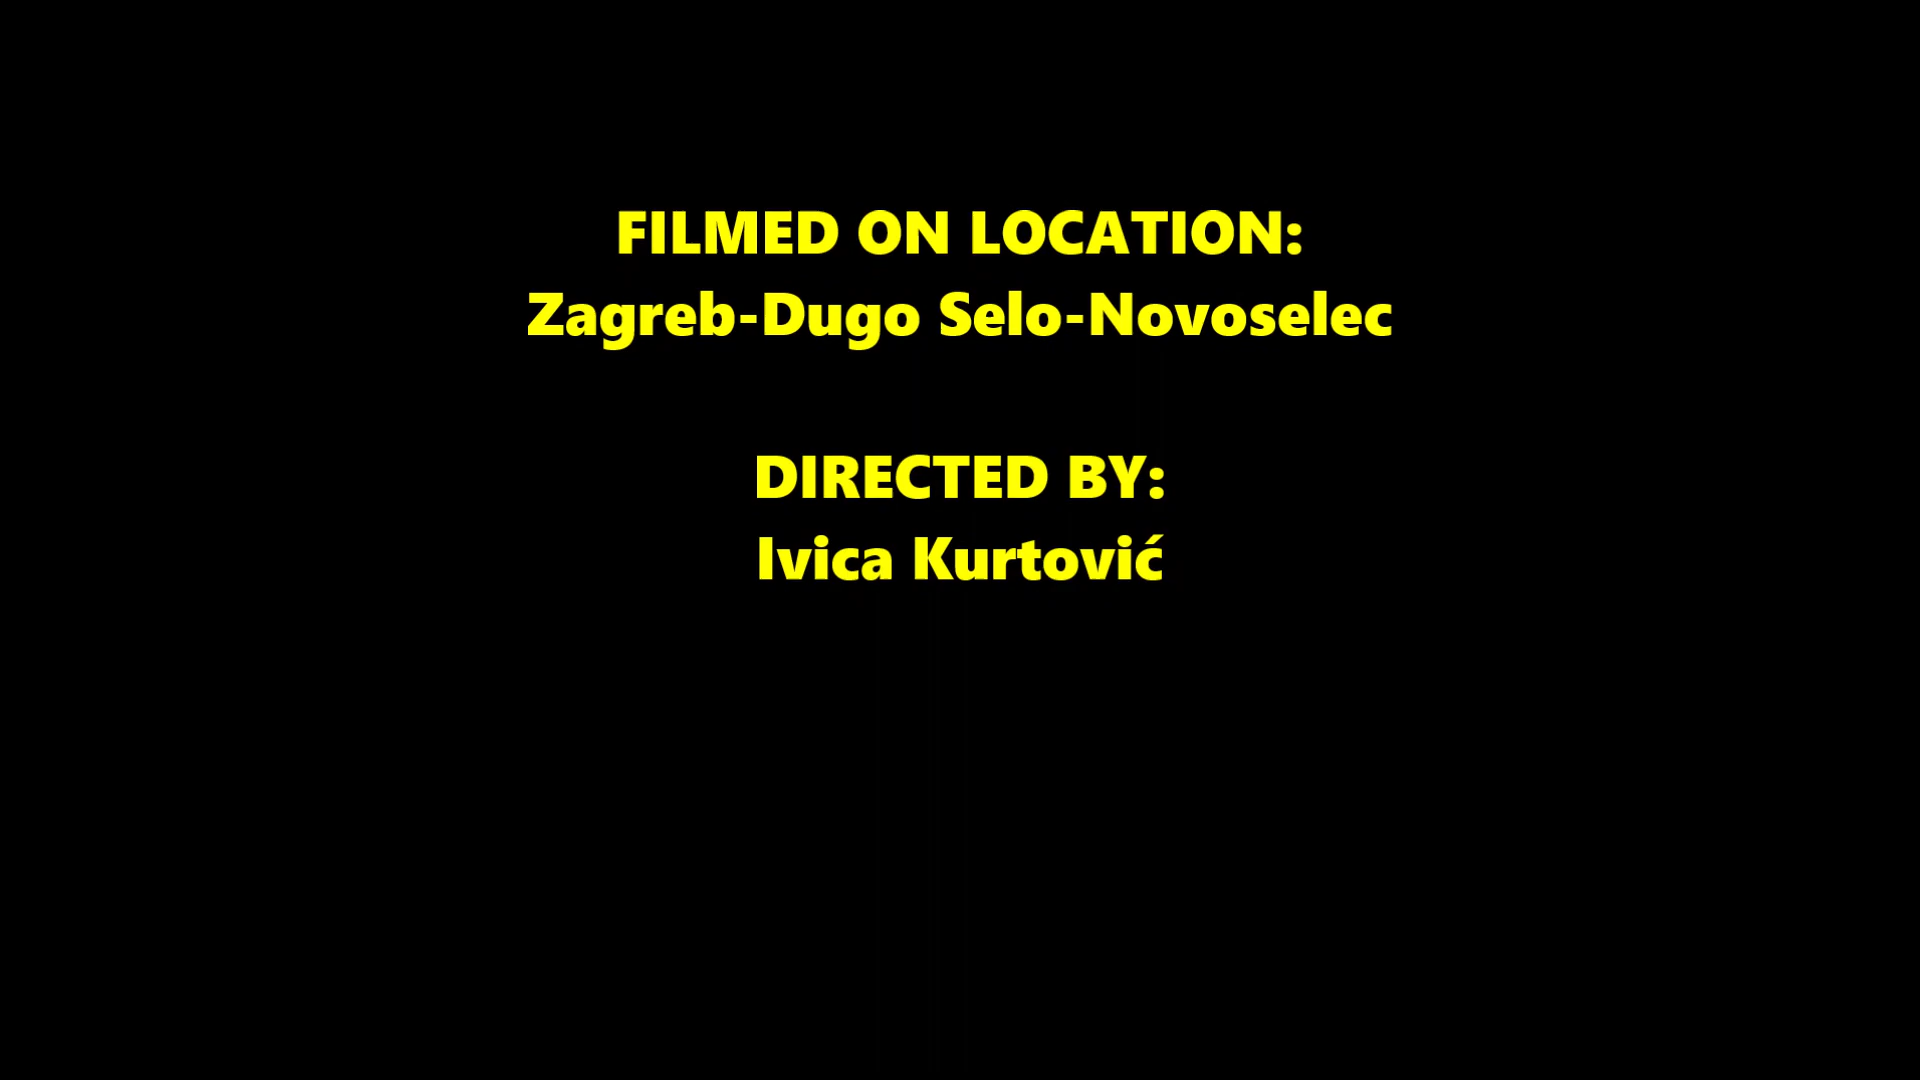 FILMED ON LOCATION:
Zagreb-Dugo Selo-Novoselec
DIRECTED BY:
Ivica Kurtović